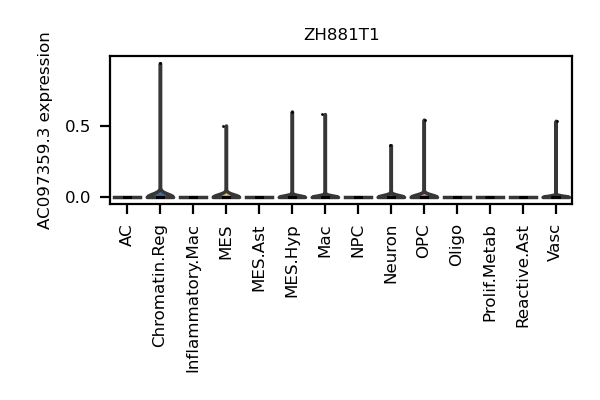 ZH881T1
AC097359.3 expression
0.5
0.0
AC
Chromatin.Reg
Inflammatory.Mac
MES
MES.Ast
MES.Hyp
Mac
NPC
Neuron
OPC
Oligo
Prolif.Metab
Reactive.Ast
Vasc